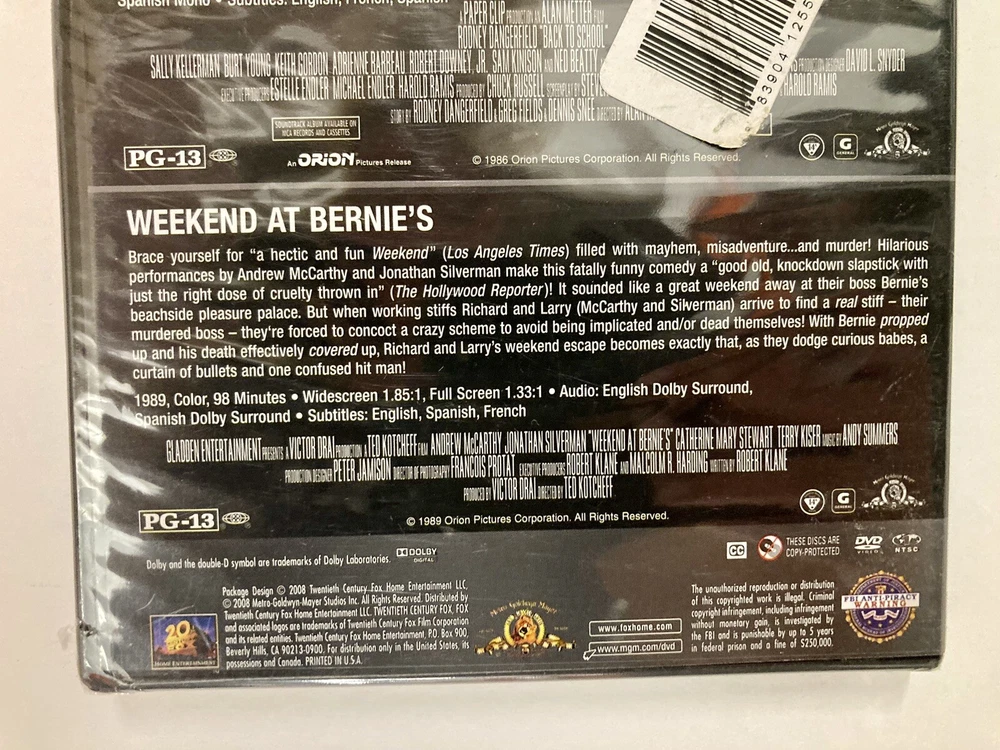 Spanish Mono • Subtitles: English, French, Spanish
A PAPER CLIP PRODUCTION AN ALAN METTER FILM
RODNEY DANGERFIELD "BACK TO SCHOOL"
SALLY KELLERMAN BURT YOUNG KEITH GORDON ADRIENNE BARBEAU ROBERT DOWNEY, JR. SAM KINISON AND NED BEATTY PRODUCTION DESIGNER DAVID L. SNYDER
EXECUTIVE PRODUCERS ESTELLE ENDLER MICHAEL ENDLER HAROLD RAMIS PRODUCED BY CHUCK RUSSELL SCREENPLAY BY STEV HAROLD RAMIS
STORY BY RODNEY DANGERFIELD & GREG FIELDS & DENNIS SNEE DIRECTED BY ALAN
83904 1255
SOUNDTRACK ALBUM AVAILABLE ON
MCA RECORDS AND CASSETTES
PG-13 An ORION Pictures Release © 1986 Orion Pictures Corporation. All Rights Reserved. G GENERAL
WEEKEND AT BERNIE'S
Brace yourself for "a hectic and fun Weekend" (Los Angeles Times) filled with mayhem, misadventure...and murder! Hilarious
performances by Andrew McCarthy and Jonathan Silverman make this fatally funny comedy a "good old, knockdown slapstick with
just the right dose of cruelty thrown in" (The Hollywood Reporter)! It sounded like a great weekend away at their boss Bernie's
beachside pleasure palace. But when working stiffs Richard and Larry (McCarthy and Silverman) arrive to find a real stiff – their
murdered boss – they're forced to concoct a crazy scheme to avoid being implicated and/or dead themselves! With Bernie propped
up and his death effectively covered up, Richard and Larry's weekend escape becomes exactly that, as they dodge curious babes, a
curtain of bullets and one confused hit man!
1989, Color, 98 Minutes • Widescreen 1.85:1, Full Screen 1.33:1 • Audio: English Dolby Surround,
Spanish Dolby Surround • Subtitles: English, Spanish, French
GLADDEN ENTERTAINMENT PRESENTS A VICTOR DRAI PRODUCTION A TED KOTCHEFF FILM ANDREW McCARTHY JONATHAN SILVERMAN "WEEKEND AT BERNIE'S" CATHERINE MARY STEWART TERRY KISER MUSIC BY ANDY SUMMERS
PRODUCTION DESIGNER PETER JAMISON DIRECTOR OF PHOTOGRAPHY FRANCOIS PROTAT EXECUTIVE PRODUCERS ROBERT KLANE AND MALCOLM R. HARDING WRITTEN BY ROBERT KLANE
PRODUCED BY VICTOR DRAI DIRECTED BY TED KOTCHEFF
PG-13 © 1989 Orion Pictures Corporation. All Rights Reserved. G GENERAL
Dolby and the double-D symbol are trademarks of Dolby Laboratories. DOLBY DIGITAL
CC THESE DISCS ARE
COPY-PROTECTED DVD VIDEO NTSC
Package Design © 2008 Twentieth Century Fox Home Entertainment LLC.
© 2008 Metro-Goldwyn-Mayer Studios Inc. All Rights Reserved. Distributed by
Twentieth Century Fox Home Entertainment LLC. TWENTIETH CENTURY FOX, FOX
and associated logos are trademarks of Twentieth Century Fox Film Corporation
and its related entities. Twentieth Century Fox Home Entertainment, P.O. Box 900,
Beverly Hills, CA 90213-0900. For distribution only in the United States, its
possessions and Canada. PRINTED IN U.S.A.
20
HOME ENTERTAINMENT
Metro Goldwyn Mayer
www.foxhome.com
www.mgm.com/dvd
The unauthorized reproduction or distribution
of this copyrighted work is illegal. Criminal
copyright infringement, including infringement
without monetary gain, is investigated by
the FBI and is punishable by up to 5 years
in federal prison and a fine of $250,000.
FBI ANTI-PIRACY
WARNING